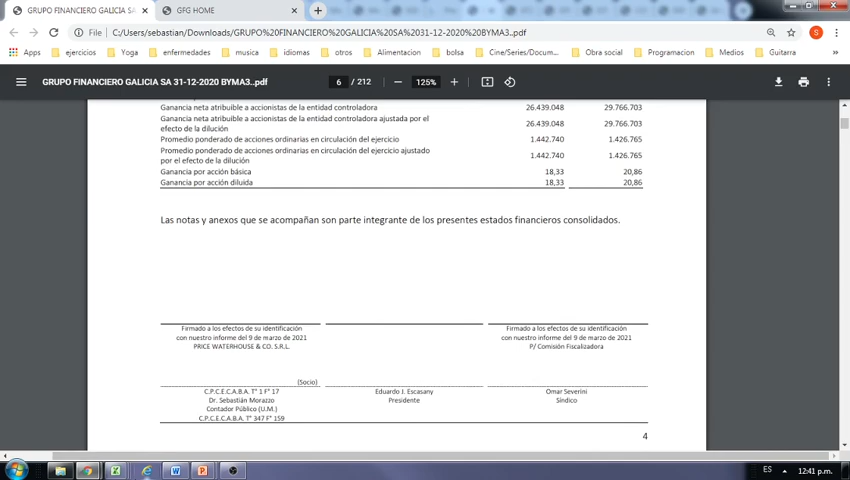 GRUPO FINANCIERO GALICIA SA
GFG HOME
File
C:/Users/sebastian/Downloads/GRUPO%20FINANCIERO%20GALICIA%20SA%2031-12-2020%20BYMA3..pdf
S
Apps ejercicios Yoga enfermedades musica idiomas otros Alimentacion bolsa Cine/Series/Docum... Obra social Programacion Medios Guitarra »
GRUPO FINANCIERO GALICIA SA 31-12-2020 BYMA3..pdf
6 / 212 — 125% +
Ganancia neta atribuible a accionistas de la entidad controladora 26.439.048 29.766.703
Ganancia neta atribuible a accionistas de la entidad controladora ajustada por el
efecto de la dilución 26.439.048 29.766.703
Promedio ponderado de acciones ordinarias en circulación del ejercicio 1.442.740 1.426.765
Promedio ponderado de acciones ordinarias en circulación del ejercicio ajustado
por el efecto de la dilución 1.442.740 1.426.765
Ganancia por acción básica 18,33 20,86
Ganancia por acción diluida 18,33 20,86
Las notas y anexos que se acompañan son parte integrante de los presentes estados financieros consolidados.
Firmado a los efectos de su identificación
con nuestro informe del 9 de marzo de 2021
PRICE WATERHOUSE & CO. S.R.L.
(Socio)
C.P.C.E.C.A.B.A. T° 1 F° 17
Dr. Sebastián Morazzo
Contador Público (U.M.)
C.P.C.E.C.A.B.A. T° 347 F° 159
Eduardo J. Escasany
Presidente
Firmado a los efectos de su identificación
con nuestro informe del 9 de marzo de 2021
P/ Comisión Fiscalizadora
Omar Severini
Síndico
4
ES
12:41 p.m.